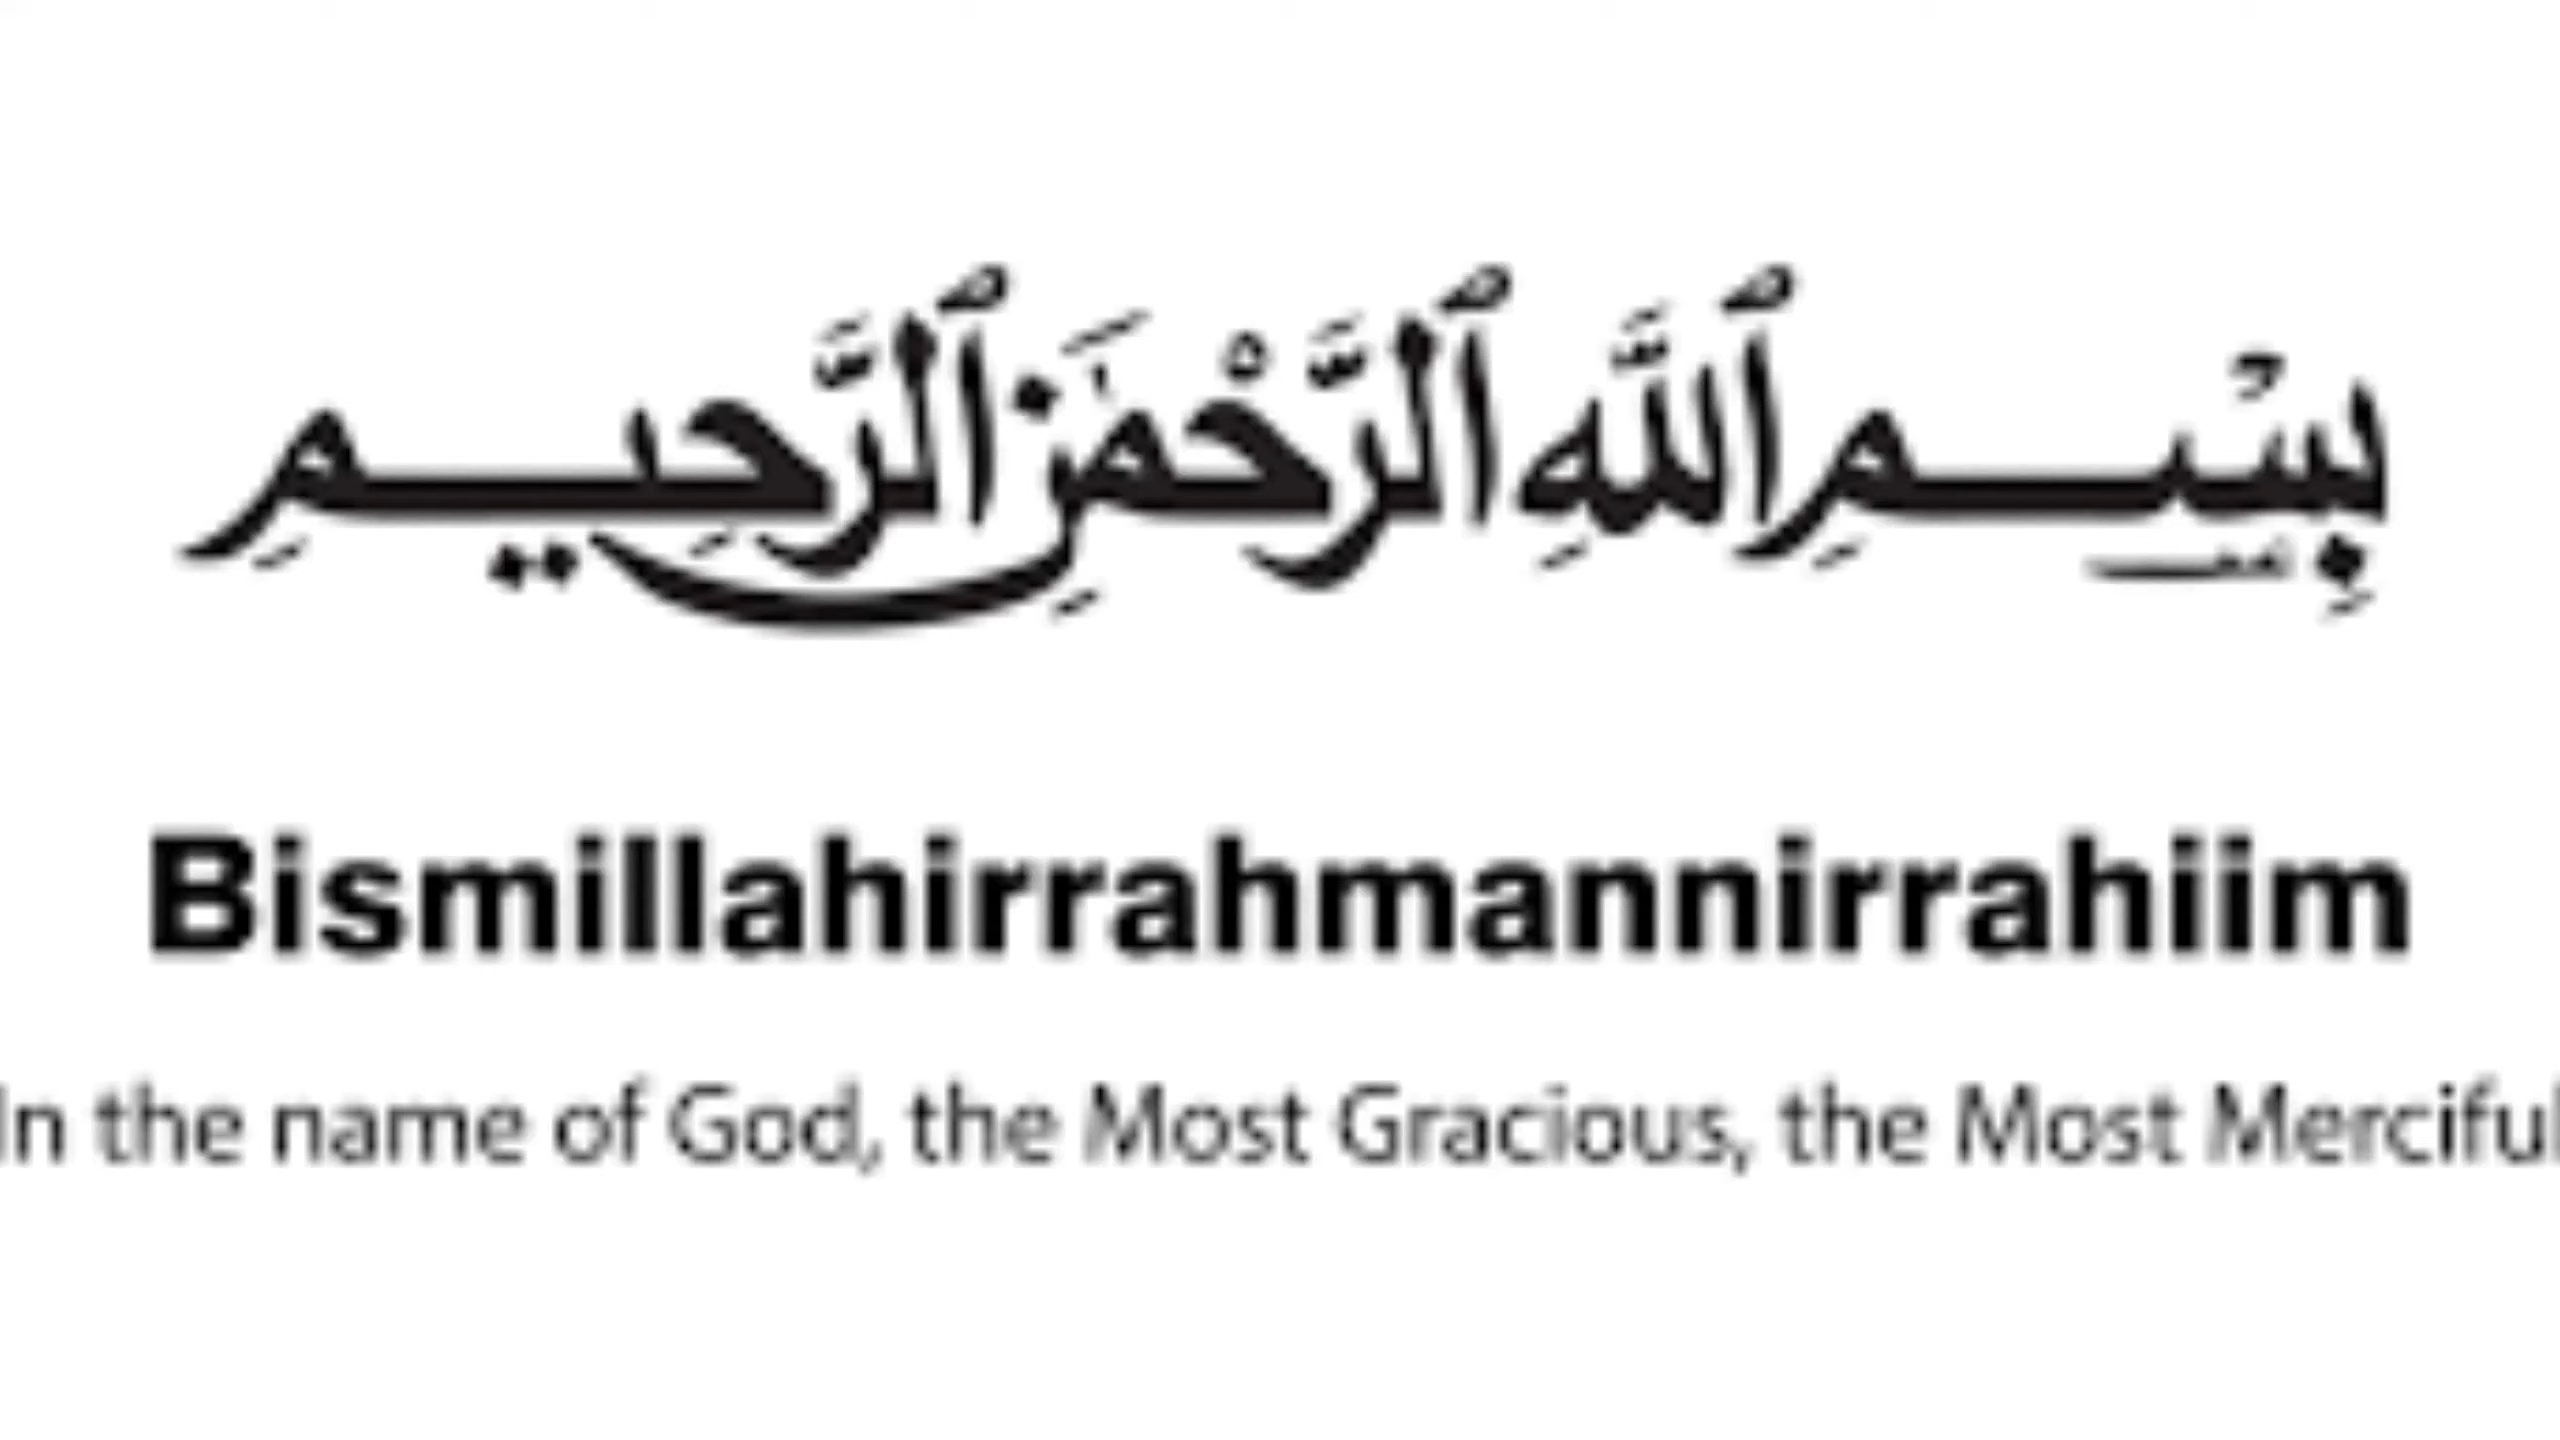 بِسْمِ ٱللَّهِ ٱلرَّحْمَٰنِ ٱلرَّحِيمِ
Bismillahirrahmannirrahiim
In the name of God, the Most Gracious, the Most Merciful